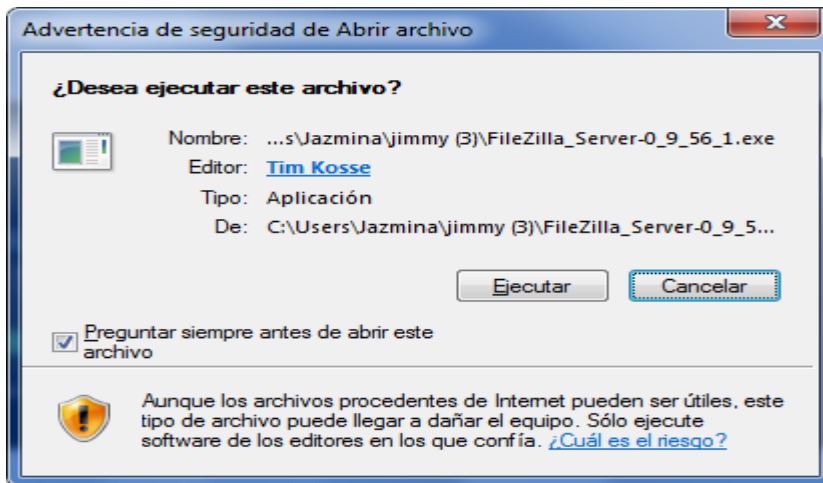 Advertencia de seguridad de Abrir archivo
¿Desea ejecutar este archivo?
Nombre: ...s\Jazmina\jimmy (3)\FileZilla_Server-0_9_56_1.exe
Editor: Tim Kosse
Tipo: Aplicación
De: C:\Users\Jazmina\jimmy (3)\FileZilla_Server-0_9_5...
Ejecutar Cancelar
Preguntar siempre antes de abrir este
archivo
Aunque los archivos procedentes de Internet pueden ser útiles, este
tipo de archivo puede llegar a dañar el equipo. Sólo ejecute
software de los editores en los que confía. ¿Cuál es el riesgo?